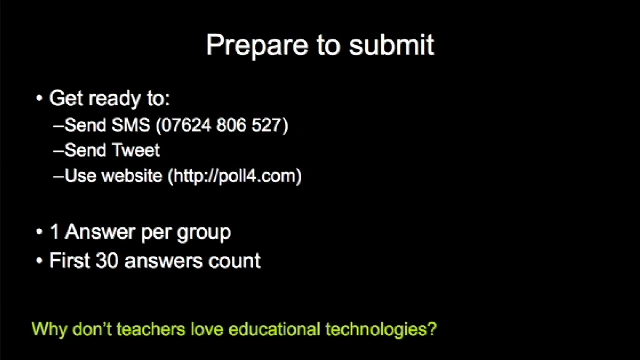 Prepare to submit
• Get ready to:
–Send SMS (07624 806 527)
–Send Tweet
–Use website (http://poll4.com)
• 1 Answer per group
• First 30 answers count
Why don't teachers love educational technologies?